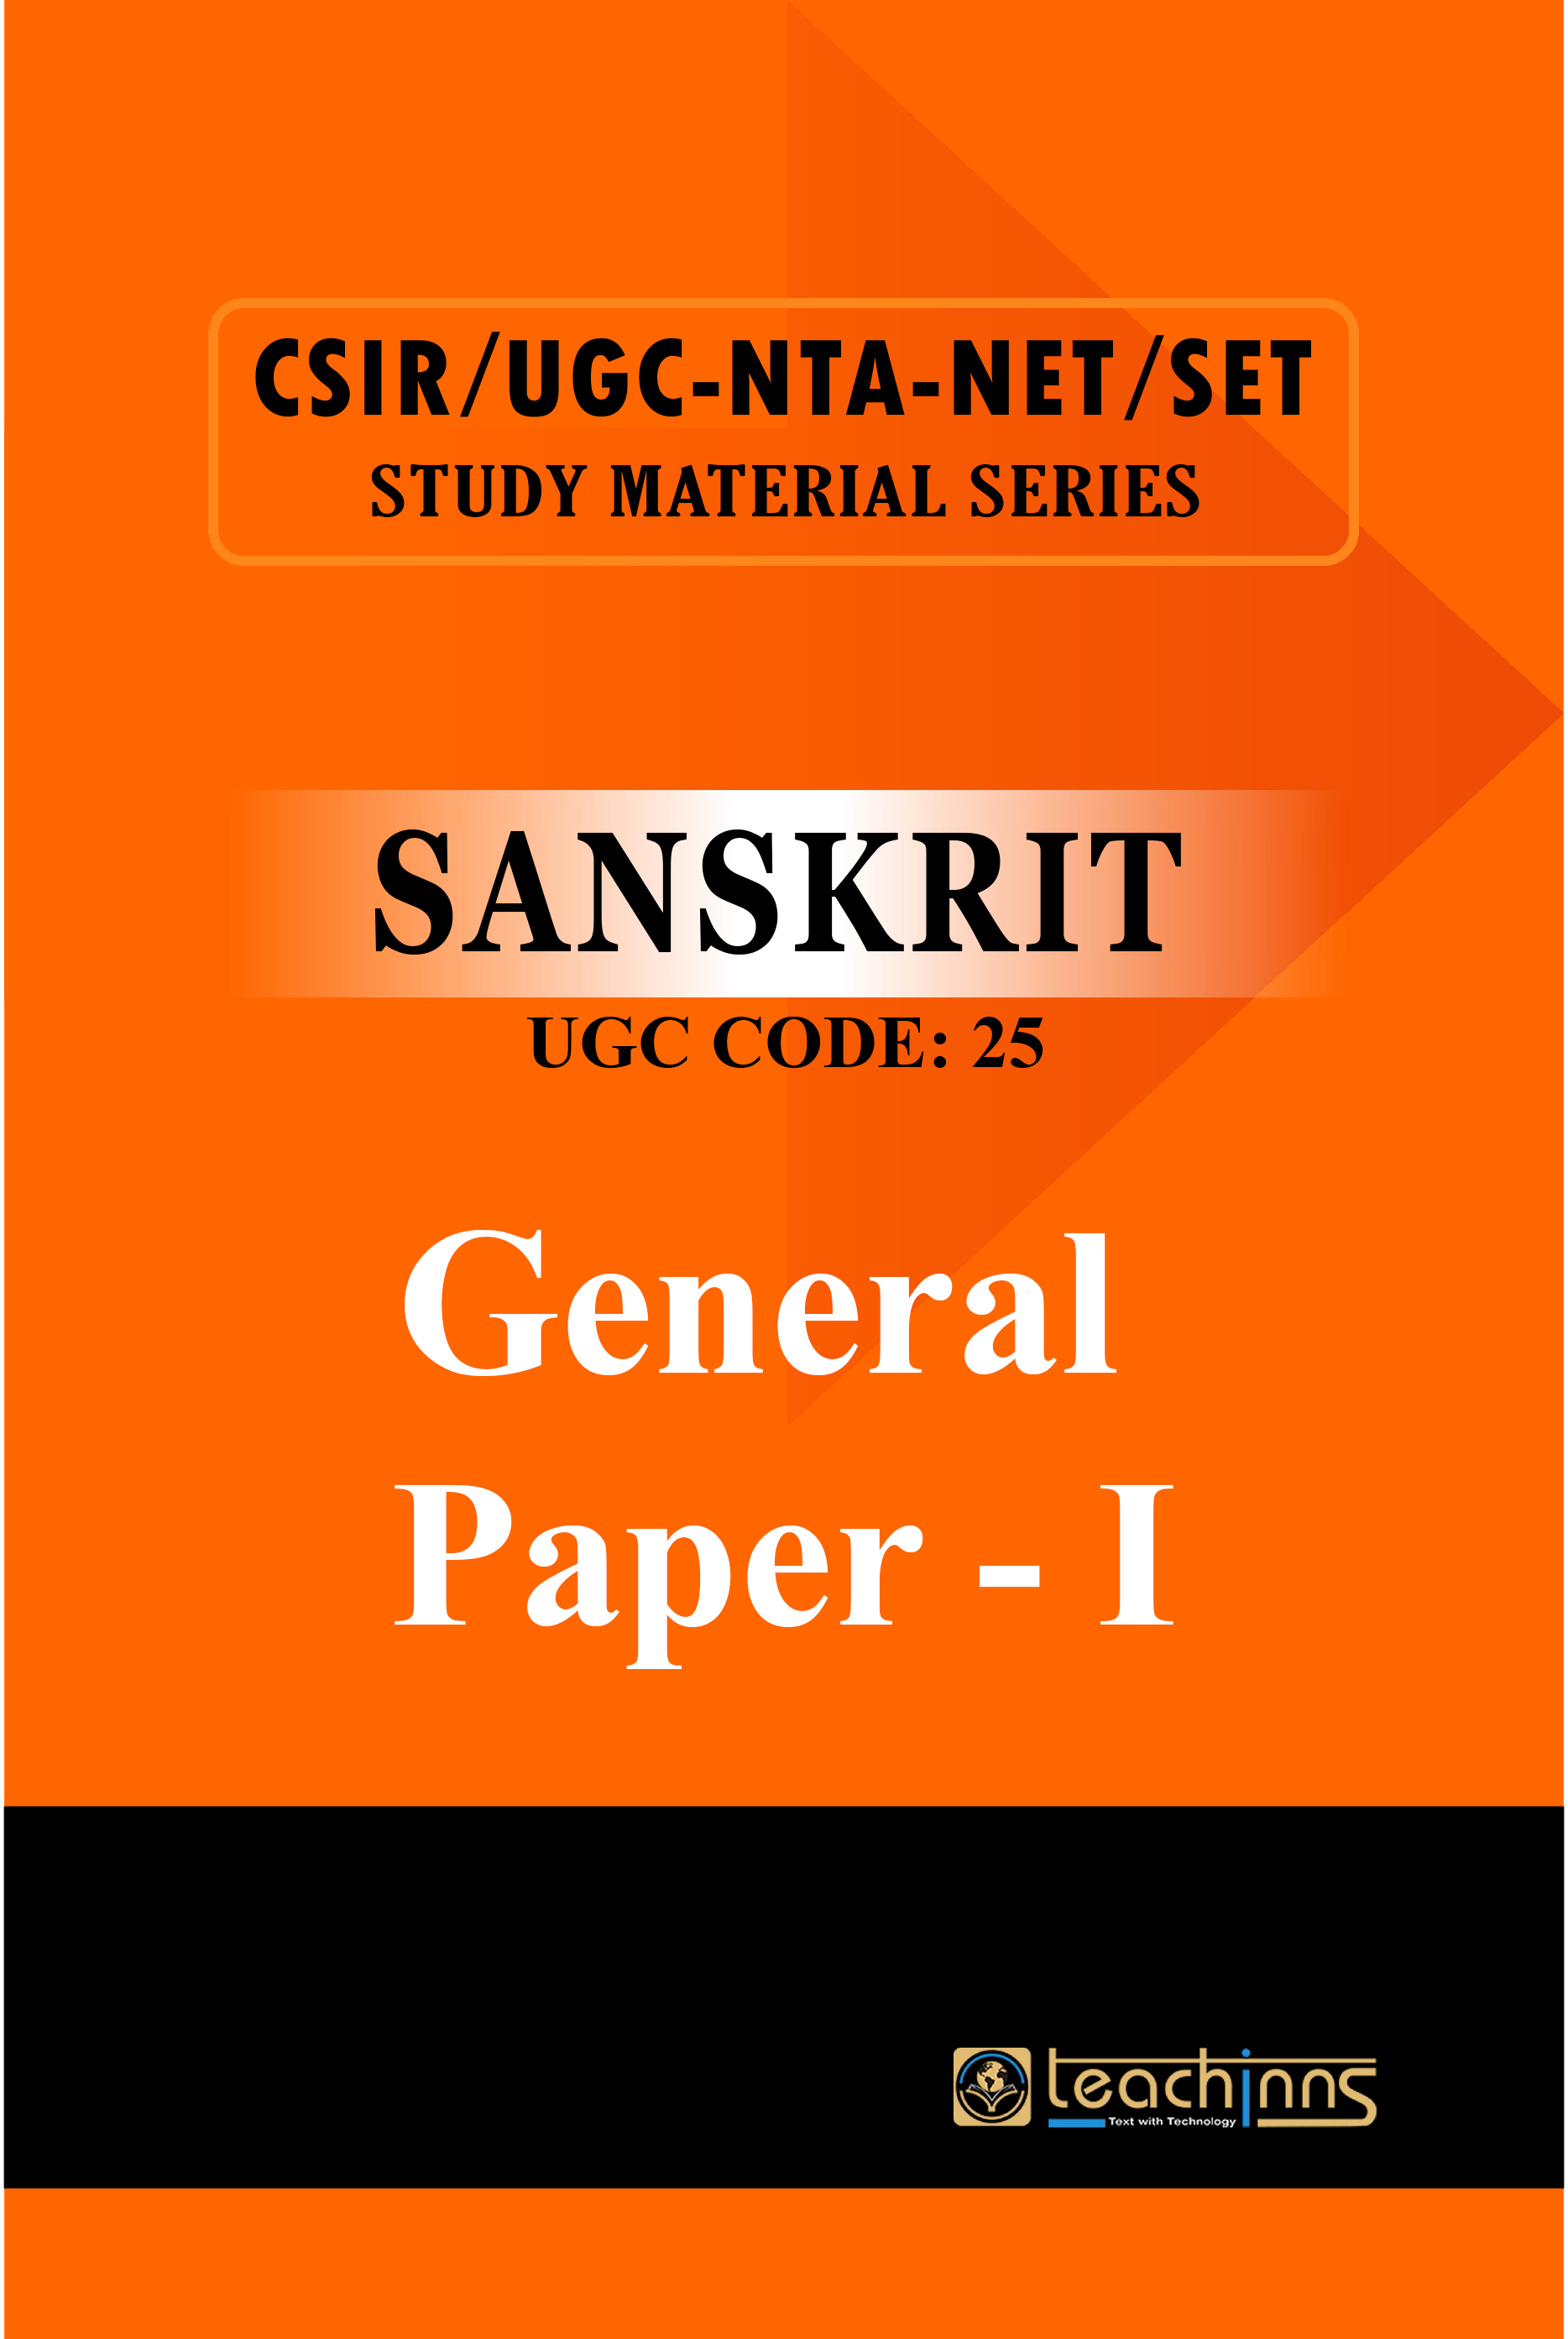 CSIR/UGC-NTA-NET/SET
STUDY MATERIAL SERIES
SANSKRIT
UGC CODE: 25
General
Paper - I
teachinns
Text with Technology